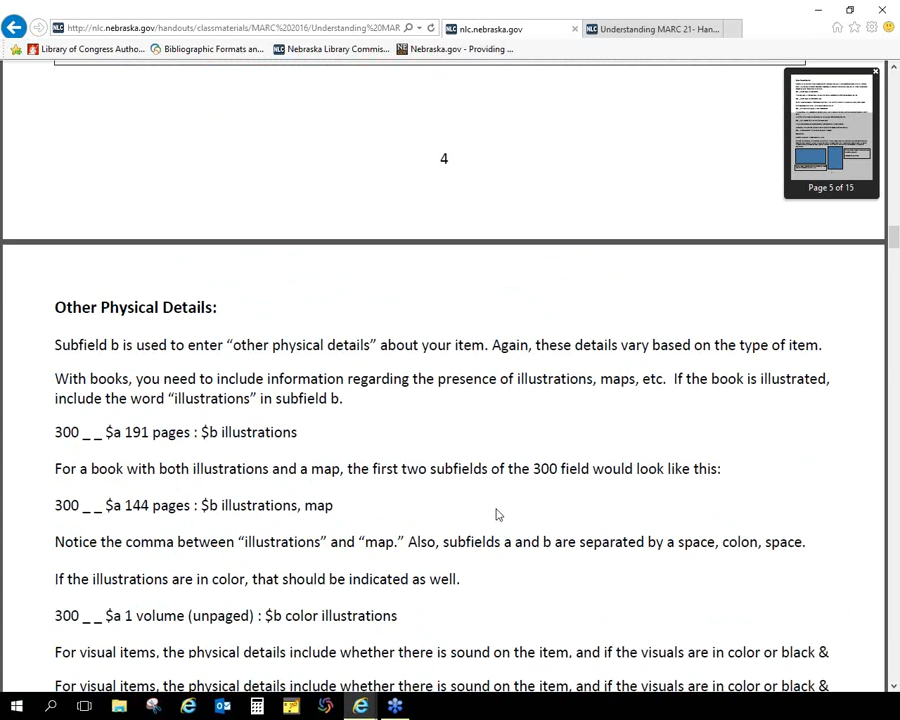 http://nlc.nebraska.gov/handouts/classmaterials/MARC%202016/Understanding%20MAR
nlc.nebraska.gov
Understanding MARC 21- Han...
Library of Congress Autho...
Bibliographic Formats an...
Nebraska Library Commis...
Nebraska.gov - Providing ...
4
Page 5 of 15
Other Physical Details:
Subfield b is used to enter “other physical details” about your item. Again, these details vary based on the type of item.
With books, you need to include information regarding the presence of illustrations, maps, etc.  If the book is illustrated,
include the word “illustrations” in subfield b.
300 _ _ $a 191 pages : $b illustrations
For a book with both illustrations and a map, the first two subfields of the 300 field would look like this:
300 _ _ $a 144 pages : $b illustrations, map
Notice the comma between “illustrations” and “map.” Also, subfields a and b are separated by a space, colon, space.
If the illustrations are in color, that should be indicated as well.
300 _ _ $a 1 volume (unpaged) : $b color illustrations
For visual items, the physical details include whether there is sound on the item, and if the visuals are in color or black &
For visual items, the physical details include whether there is sound on the item, and if the visuals are in color or black &